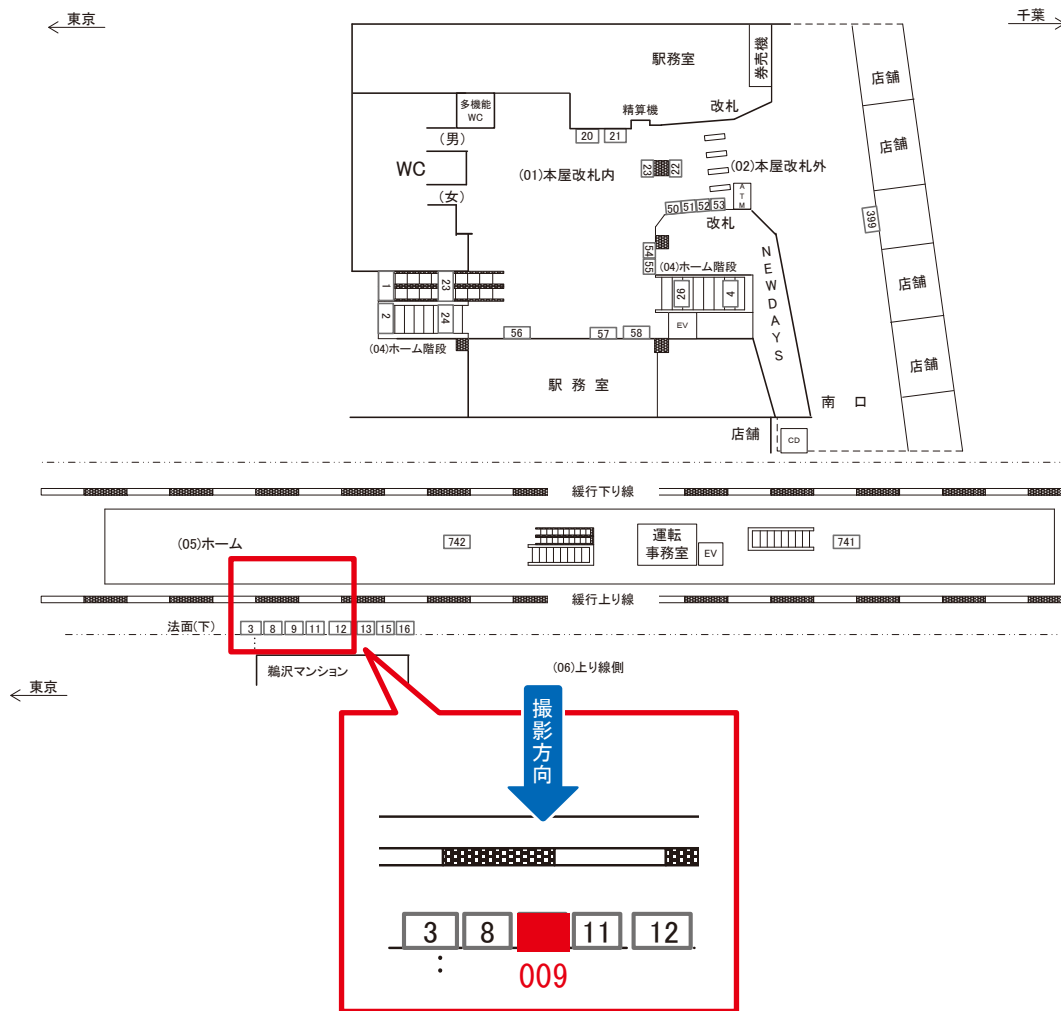 東京
千葉
駅務室
券売機
店舗
多機能
WC
精算機
改札
(男)
20
21
店舗
WC
(01)本屋改札内
23
22
(02)本屋改札外
(女)
ATM
50
51
52
53
改札
399
54
55
(04)ホーム階段
NEWDAYS
1
23
26
4
店舗
2
24
56
57
58
EV
(04)ホーム階段
店舗
駅務室
南口
店舗
CD
緩行下り線
(05)ホーム
742
運転
事務室
EV
741
緩行上り線
法面(下)
3
8
9
11
12
13
15
16
鵜沢マンション
(06)上り線側
東京
撮影方向
3
8
11
12
009